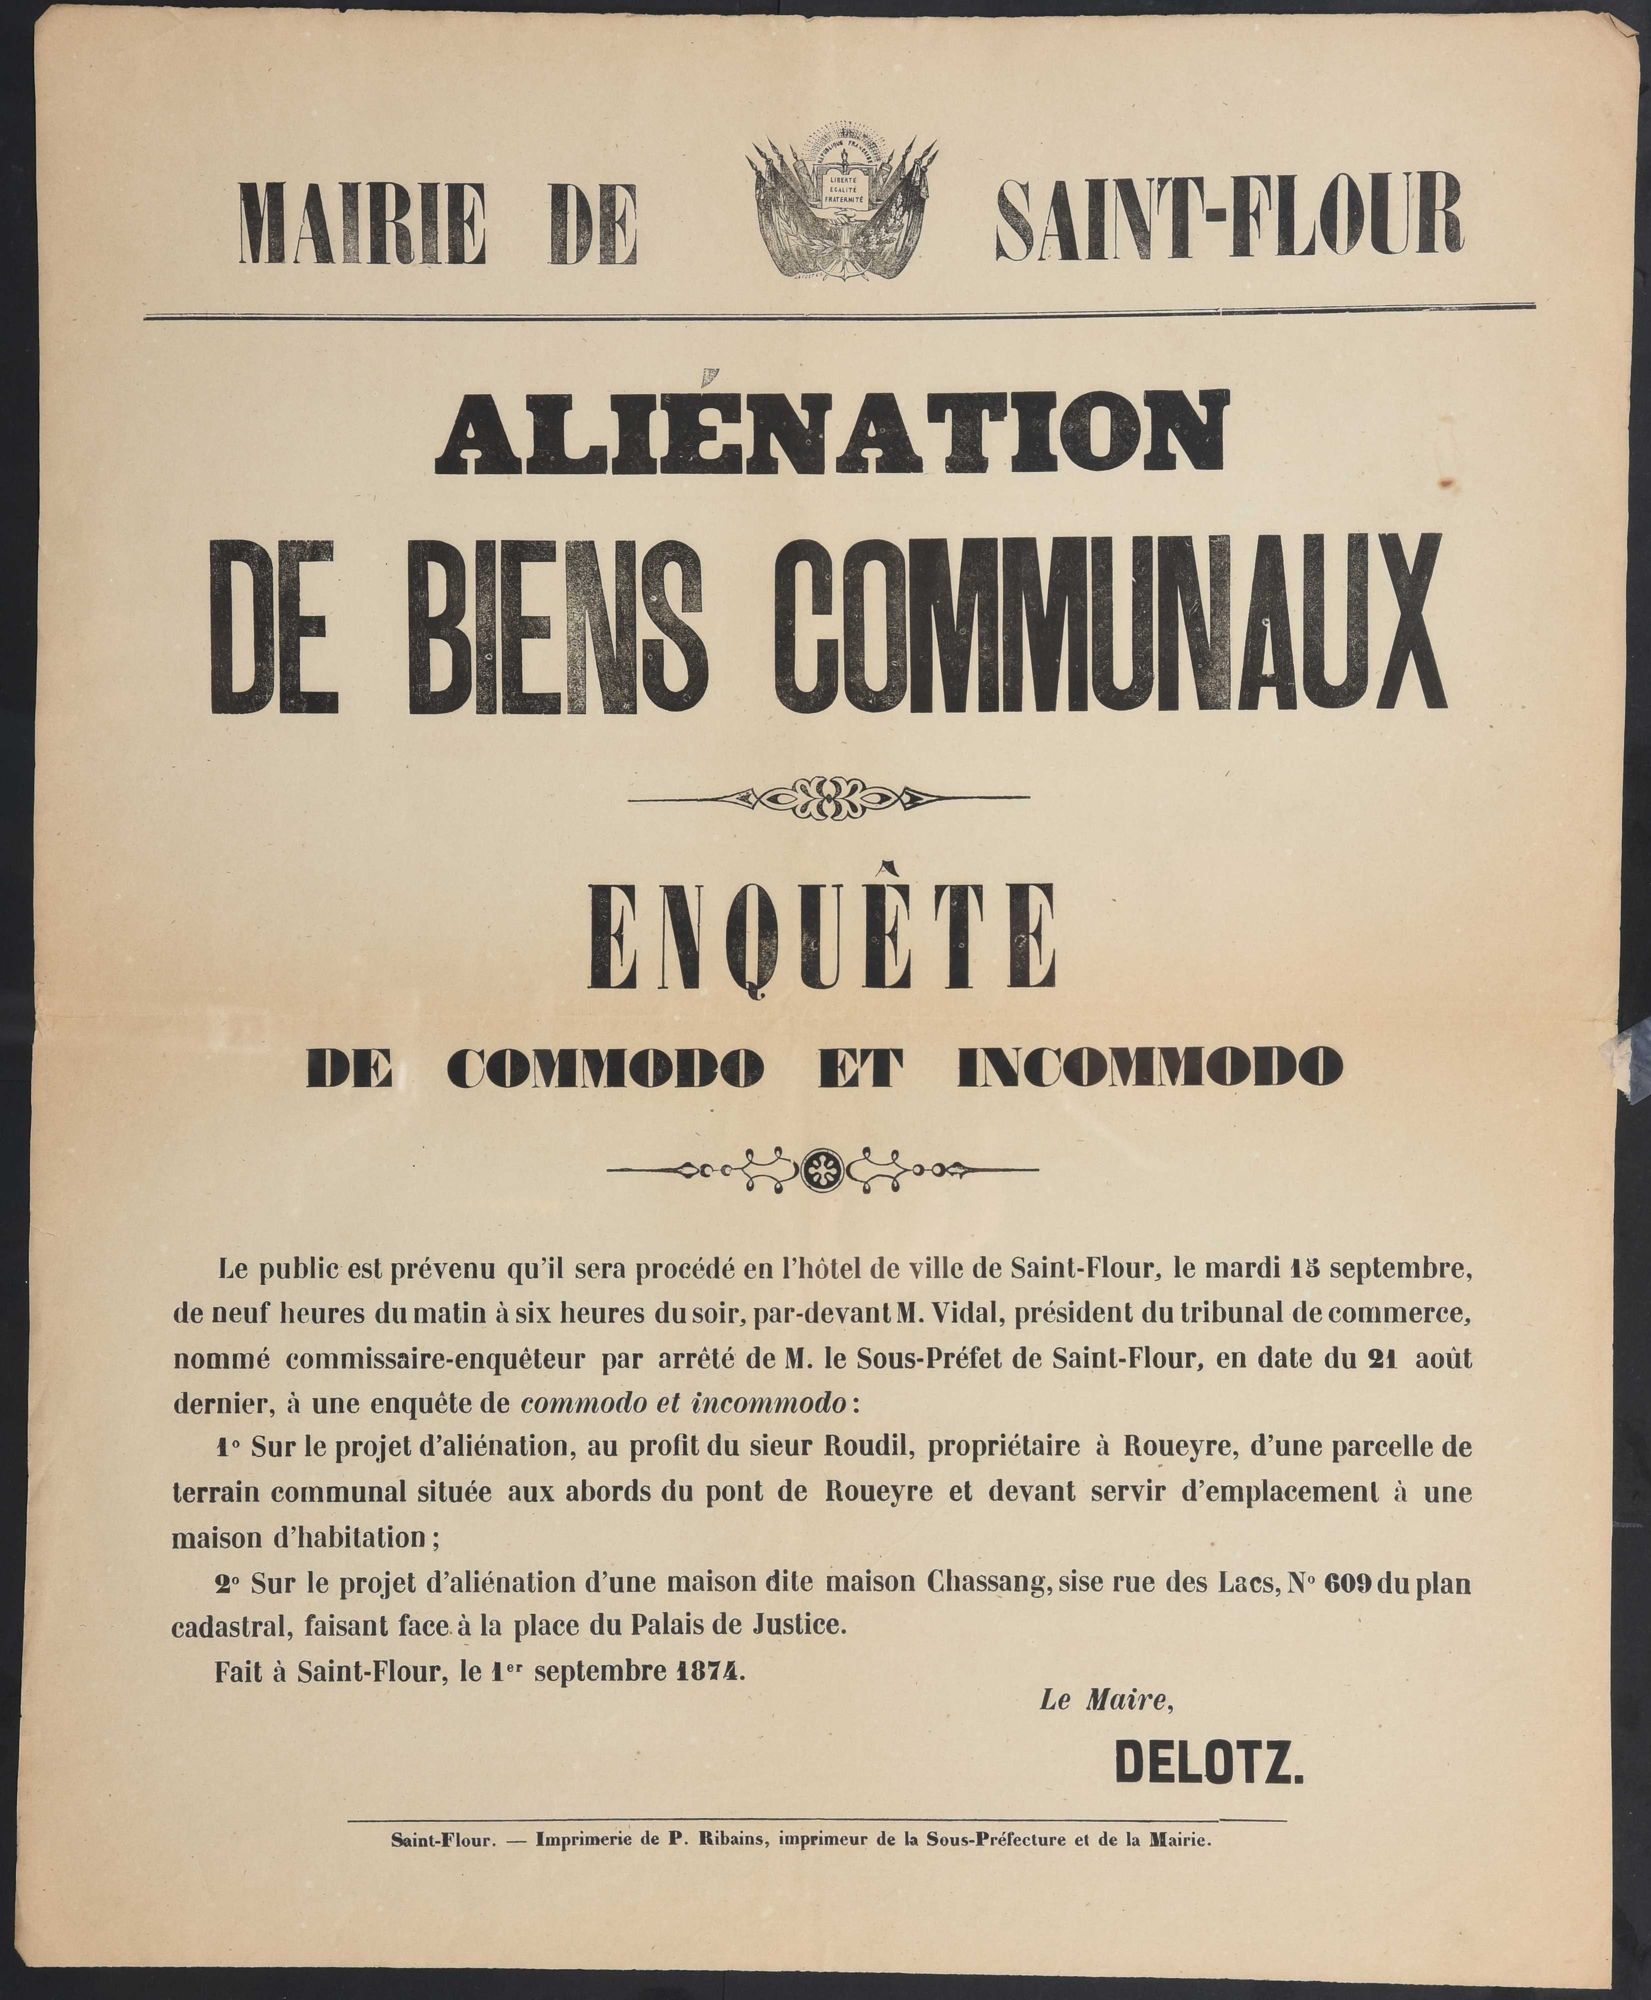 MAIRIE DE SAINT-FLOUR
RÉPUBLIQUE FRANÇAISE
LIBERTÉ
EGALITÉ
FRATERNITÉ
ALIÉNATION
DE BIENS COMMUNAUX
ENQUÊTE
DE COMMODO ET INCOMMODO
Le public est prévenu qu'il sera procédé en l'hôtel de ville de Saint-Flour, le mardi 15 septembre,
de neuf heures du matin à six heures du soir, par-devant M. Vidal, président du tribunal de commerce,
nommé commissaire-enquêteur par arrêté de M. le Sous-Préfet de Saint-Flour, en date du 21 août
dernier, à une enquête de commodo et incommodo :
1° Sur le projet d'aliénation, au profit du sieur Roudil, propriétaire à Roueyre, d'une parcelle de
terrain communal située aux abords du pont de Roueyre et devant servir d'emplacement à une
maison d'habitation ;
2° Sur le projet d'aliénation d'une maison dite maison Chassang, sise rue des Lacs, N° 609 du plan
cadastral, faisant face à la place du Palais de Justice.
Fait à Saint-Flour, le 1er septembre 1874.
Le Maire,
DELOTZ.
Saint-Flour. — Imprimerie de P. Ribains, imprimeur de la Sous-Préfecture et de la Mairie.